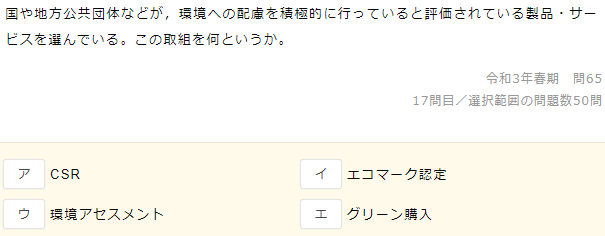 国や地方公共団体などが，環境への配慮を積極的に行っていると評価されている製品・サー
ビスを選んでいる。この取組を何というか。
令和3年春期　問65
17問目／選択範囲の問題数50問
ア CSR
イ エコマーク認定
ウ 環境アセスメント
エ グリーン購入